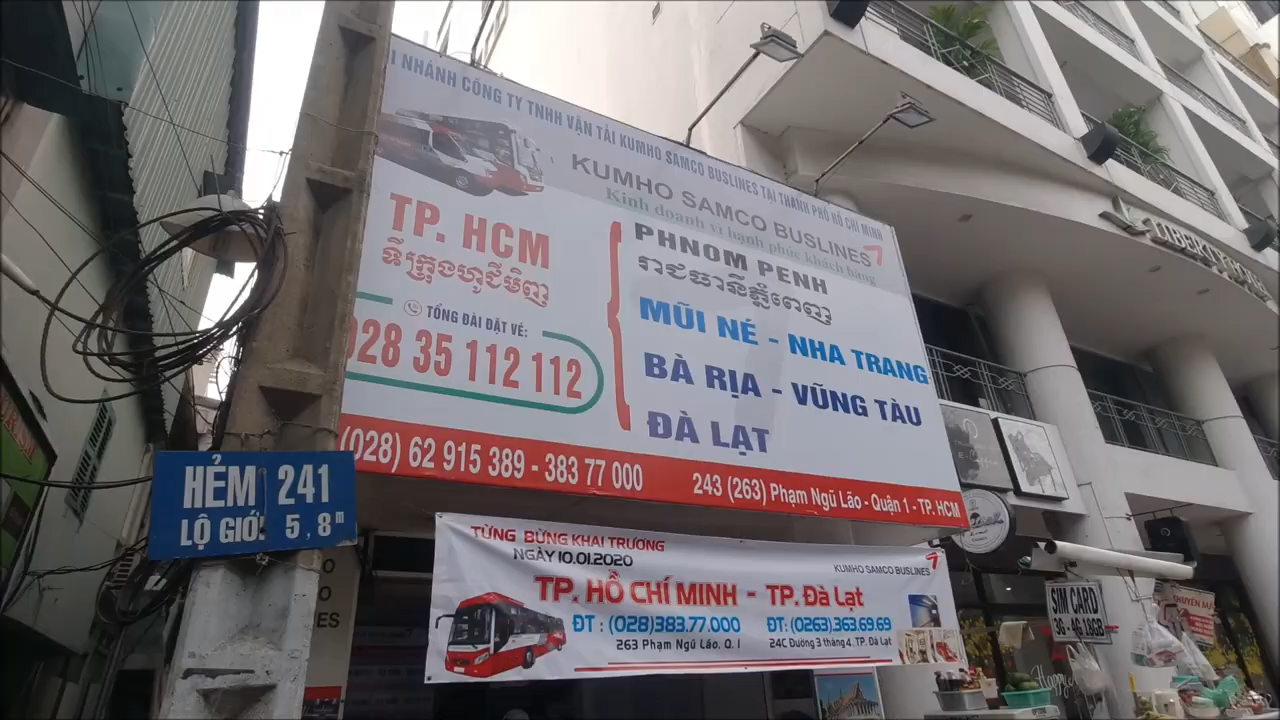 I NHÁNH CÔNG TY TNHH VẬN TẢI KUMHO SAMCO BUSLINES TẠI THÀNH PHỐ HỒ CHÍ MINH
KUMHO SAMCO BUSLINES
Kinh doanh vì hạnh phúc khách hàng
TP. HCM
ទីក្រុងហូជីមិញ
TỔNG ĐÀI ĐẶT VÉ:
028 35 112 112
PHNOM PENH
រាជធានីភ្នំពេញ
MŨI NÉ - NHA TRANG
BÀ RỊA - VŨNG TÀU
ĐÀ LẠT
(028) 62 915 389 - 383 77 000
243 (263) Phạm Ngũ Lão - Quận 1 - TP. HCM
HẺM 241
LỘ GIỚI 5,8m
TỪNG BỪNG KHAI TRƯƠNG
NGÀY 10.01.2020
KUMHO SAMCO BUSLINES
TP. HỒ CHÍ MINH - TP. Đà Lạt
ĐT : (028)383.77.000
263 Phạm Ngũ Lão, Q.1
ĐT: (0263).363.69.69
24C Đường 3 tháng 4, TP. Đà Lạt
SIM CARD
3G - 4G 18GB
Happy